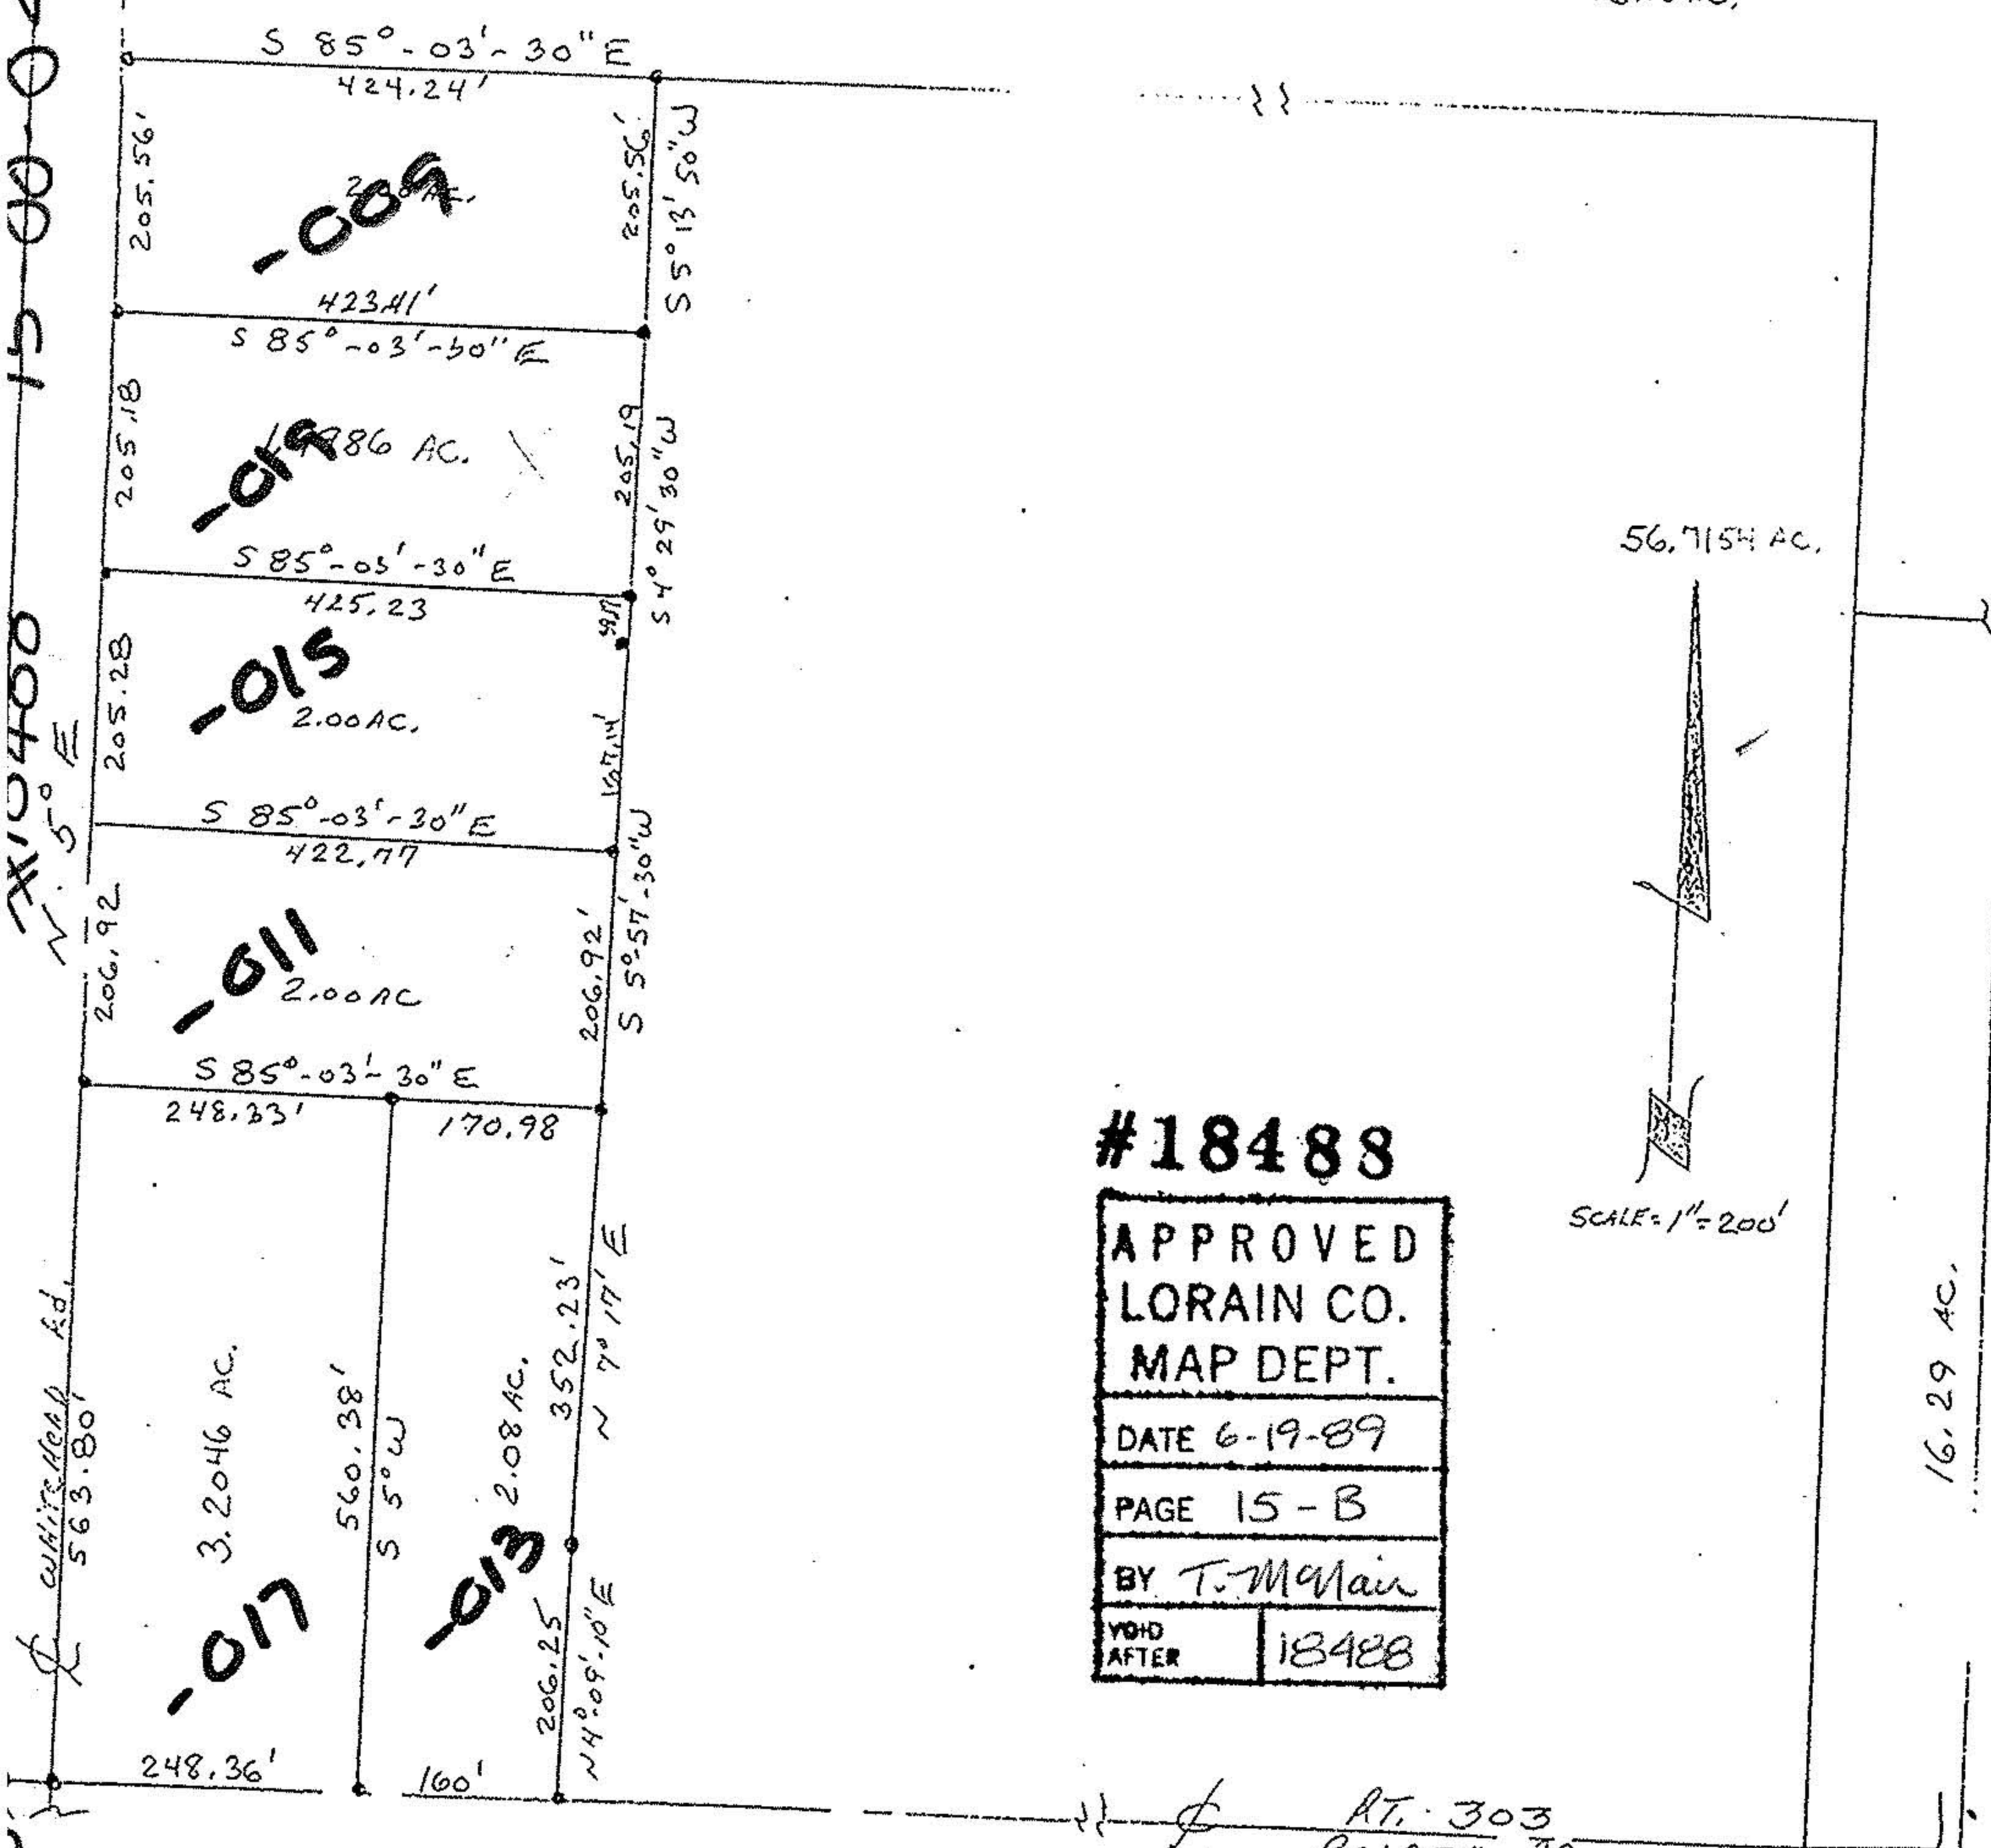 S 85° - 03' - 30" E
424.24'
205.56'
205.56'
S 5° 13' 50" W
-009
423.41'
S 85° - 03' - 30" E
205.18
205.19
-019
AC.
S 4° 29' 30" W
S 85° - 03' - 30" E
425.23
205.28
-015
2.00 AC.
N. 5° E
S 85° - 03' - 30" E
422.77
206.92
206.92'
S 5° - 57' - 30" W
-011
2.00 AC
S 85° - 03' - 30" E
248.33'
170.98
WhiteHead Rd.
563.80'
3.2046 AC.
-017
560.38'
S 5° W
2.08 AC.
-013
352.23'
N 7° 17' E
206.25
N 4° - 09' - 10" E
248.36'
160'
56.7154 AC.
SCALE = 1" = 200'
16.29 AC.
#18488
APPROVED
LORAIN CO.
MAP DEPT.
DATE 6-19-89
PAGE 15-B
BY T. McNair
VOID AFTER 18488
RT. 303